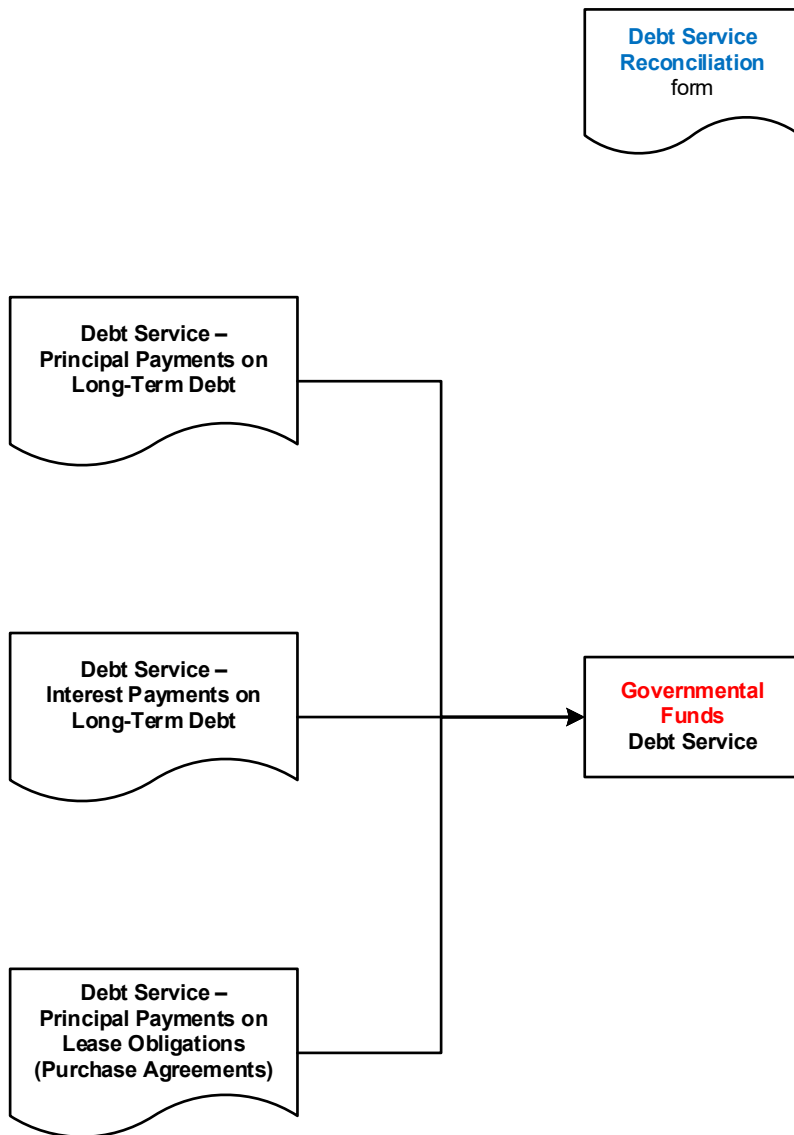 Debt Service
Reconciliation
form
Debt Service –
Principal Payments on
Long-Term Debt
Debt Service –
Interest Payments on
Long-Term Debt
Governmental
Funds
Debt Service
Debt Service –
Principal Payments on
Lease Obligations
(Purchase Agreements)